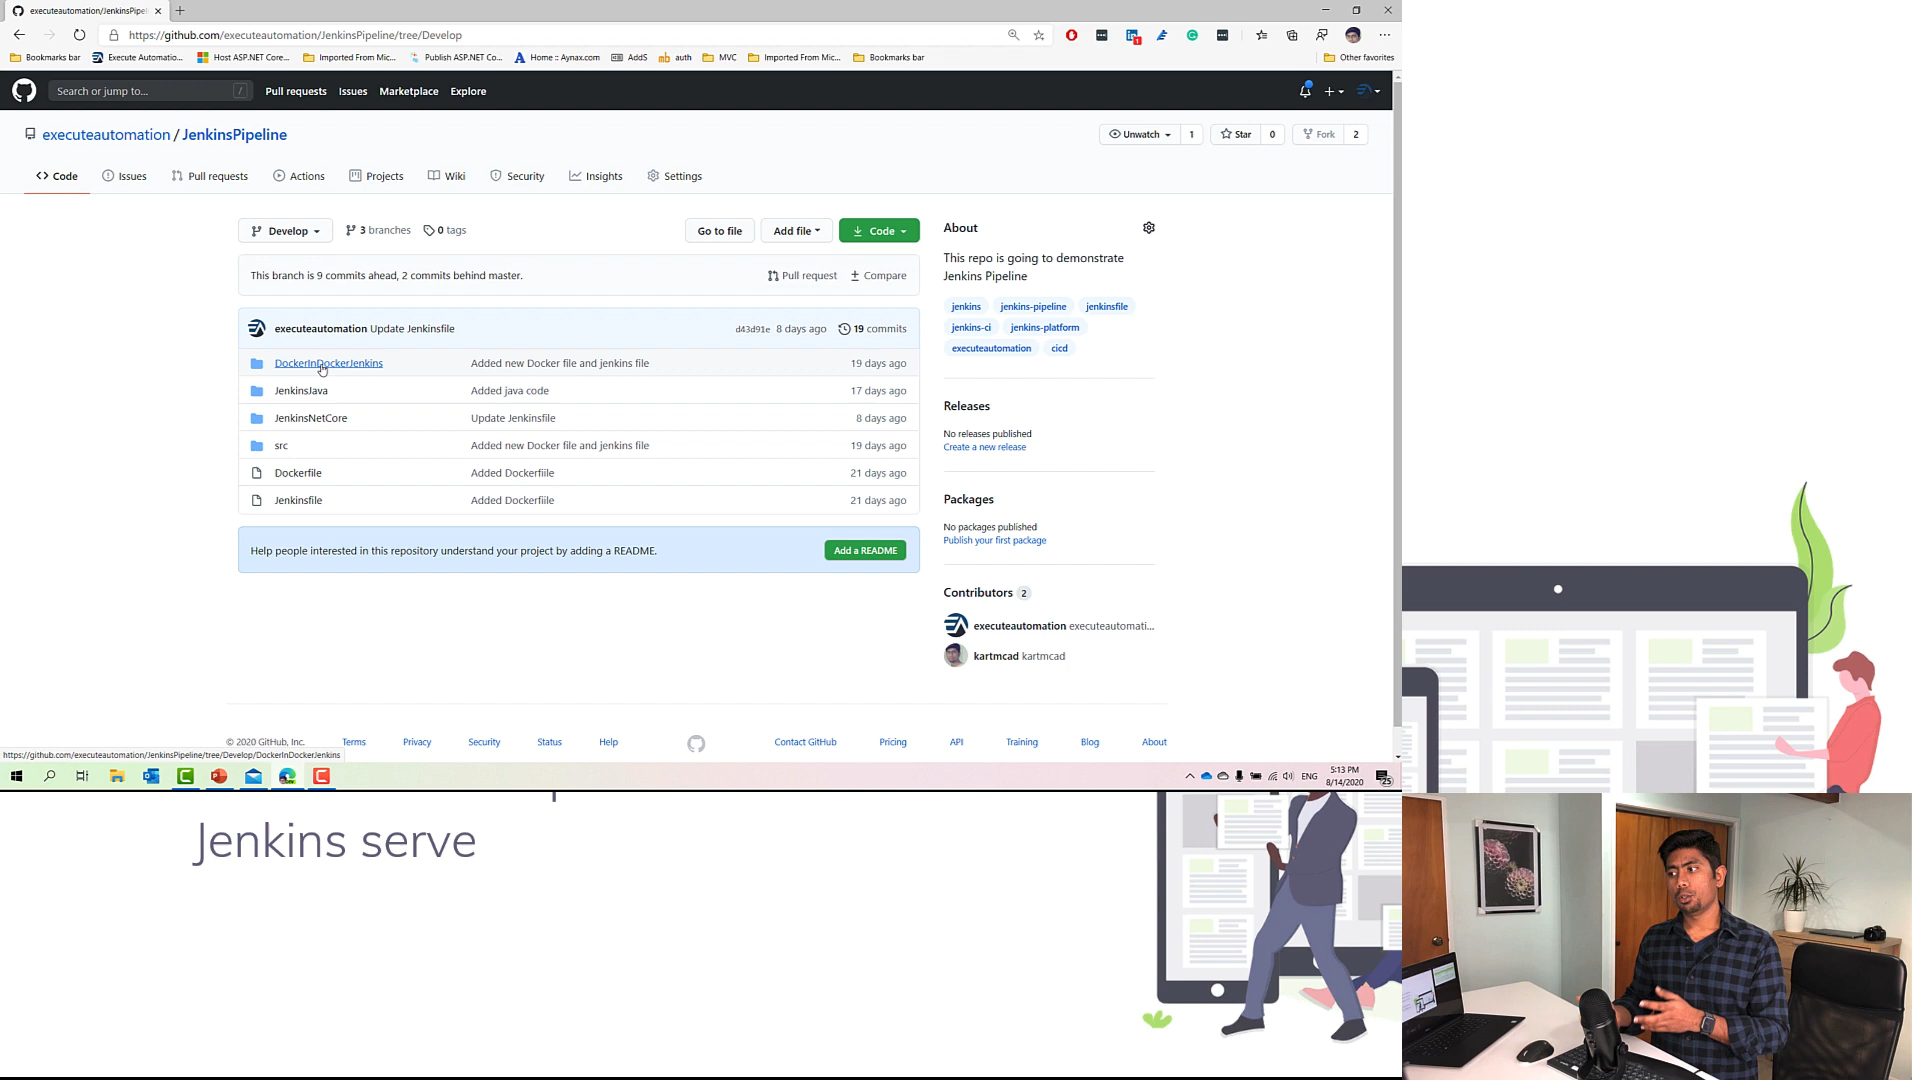 executeautomation/JenkinsPipel
https://github.com/executeautomation/JenkinsPipeline/tree/Develop
1
Bookmarks bar
Execute Automatio...
Host ASP.NET Core...
Imported From Mic...
Publish ASP.NET Co...
Home :: Aynax.com
AddS
auth
MVC
Imported From Mic...
Bookmarks bar
Other favorites
Search or jump to...
/
Pull requests
Issues
Marketplace
Explore
executeautomation / JenkinsPipeline
Unwatch
1
Star
0
Fork
2
Code
Issues
Pull requests
Actions
Projects
Wiki
Security
Insights
Settings
Develop
3 branches
0 tags
Go to file
Add file
Code
This branch is 9 commits ahead, 2 commits behind master.
Pull request
Compare
executeautomation Update Jenkinsfile
d43d91e 8 days ago
19 commits
DockerInDockerJenkins
Added new Docker file and jenkins file
19 days ago
JenkinsJava
Added java code
17 days ago
JenkinsNetCore
Update Jenkinsfile
8 days ago
src
Added new Docker file and jenkins file
19 days ago
Dockerfile
Added Dockerfiile
21 days ago
Jenkinsfile
Added Dockerfiile
21 days ago
Help people interested in this repository understand your project by adding a README.
Add a README
About
This repo is going to demonstrate
Jenkins Pipeline
jenkins
jenkins-pipeline
jenkinsfile
jenkins-ci
jenkins-platform
executeautomation
cicd
Releases
No releases published
Create a new release
Packages
No packages published
Publish your first package
Contributors 2
executeautomation executeautomati...
kartmcad kartmcad
© 2020 GitHub, Inc.
Terms
Privacy
Security
Status
Help
Contact GitHub
Pricing
API
Training
Blog
About
https://github.com/executeautomation/JenkinsPipeline/tree/Develop/DockerInDockerJenkins
ENG
5:13 PM
8/14/2020
25
Jenkins serve